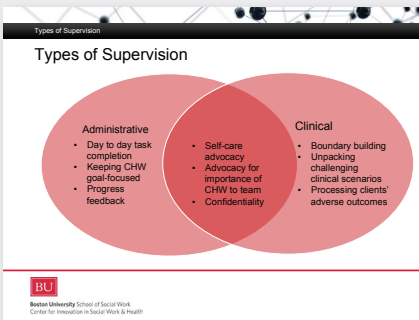 Types of Supervision
Types of Supervision
Administrative
• Day to day task
completion
• Keeping CHW
goal-focused
• Progress
feedback
• Self-care
advocacy
• Advocacy for
importance of
CHW to team
• Confidentiality
Clinical
• Boundary building
• Unpacking
challenging
clinical scenarios
• Processing clients'
adverse outcomes
BU
Boston University School of Social Work
Center for Innovation in Social Work & Health